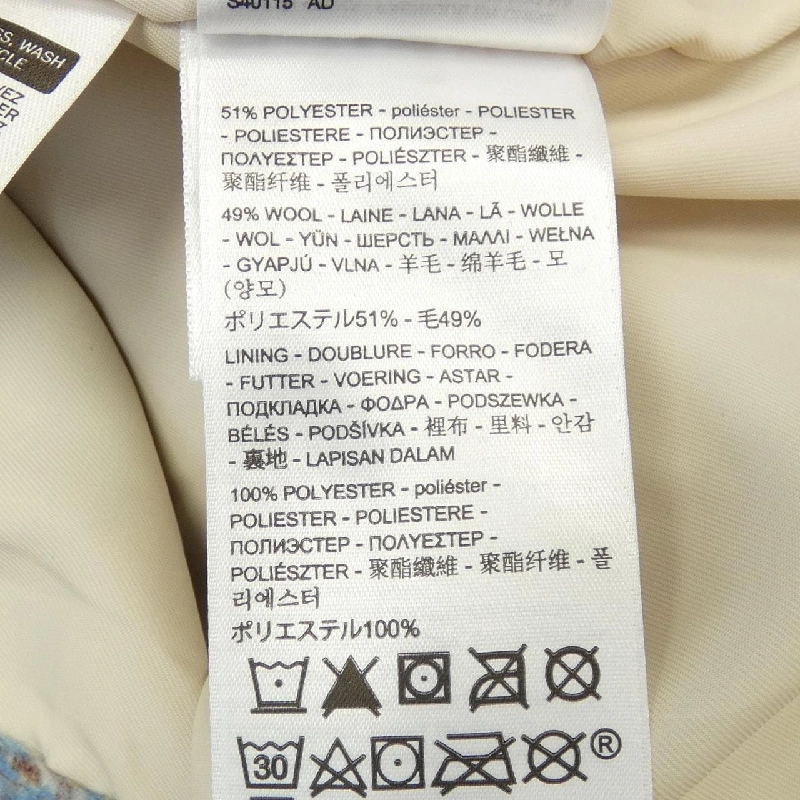 S40115 AD
S, WASH
CLE
EZ
ER
51% POLYESTER - poliéster - POLIESTER
- POLIESTERE - ПОЛИЭСТЕР -
ΠΟΛΥΕΣΤΕΡ - POLIÉSZTER - 聚酯纖維 -
聚酯纤维 - 폴리에스터
49% WOOL - LAINE - LANA - LÃ - WOLLE
- WOL - YÜN - ШЕРСТЬ - ΜΑΛΛΙ - WEŁNA
- GYAPJÚ - VLNA - 羊毛 - 绵羊毛 - 모
(양모)
ポリエステル51% - 毛49%
LINING - DOUBLURE - FORRO - FODERA
- FUTTER - VOERING - ASTAR -
ПОДКЛАДКА - ΦΟΔΡΑ - PODSZEWKA -
BÉLÉS - PODŠÍVKA - 裡布 - 里料 - 안감
- 裏地 - LAPISAN DALAM
100% POLYESTER - poliéster -
POLIESTER - POLIESTERE -
ПОЛИЭСТЕР - ΠΟΛΥΕΣΤΕΡ -
POLIÉSZTER - 聚酯纖維 - 聚酯纤维 - 폴
리에스터
ポリエステル100%
30 ®